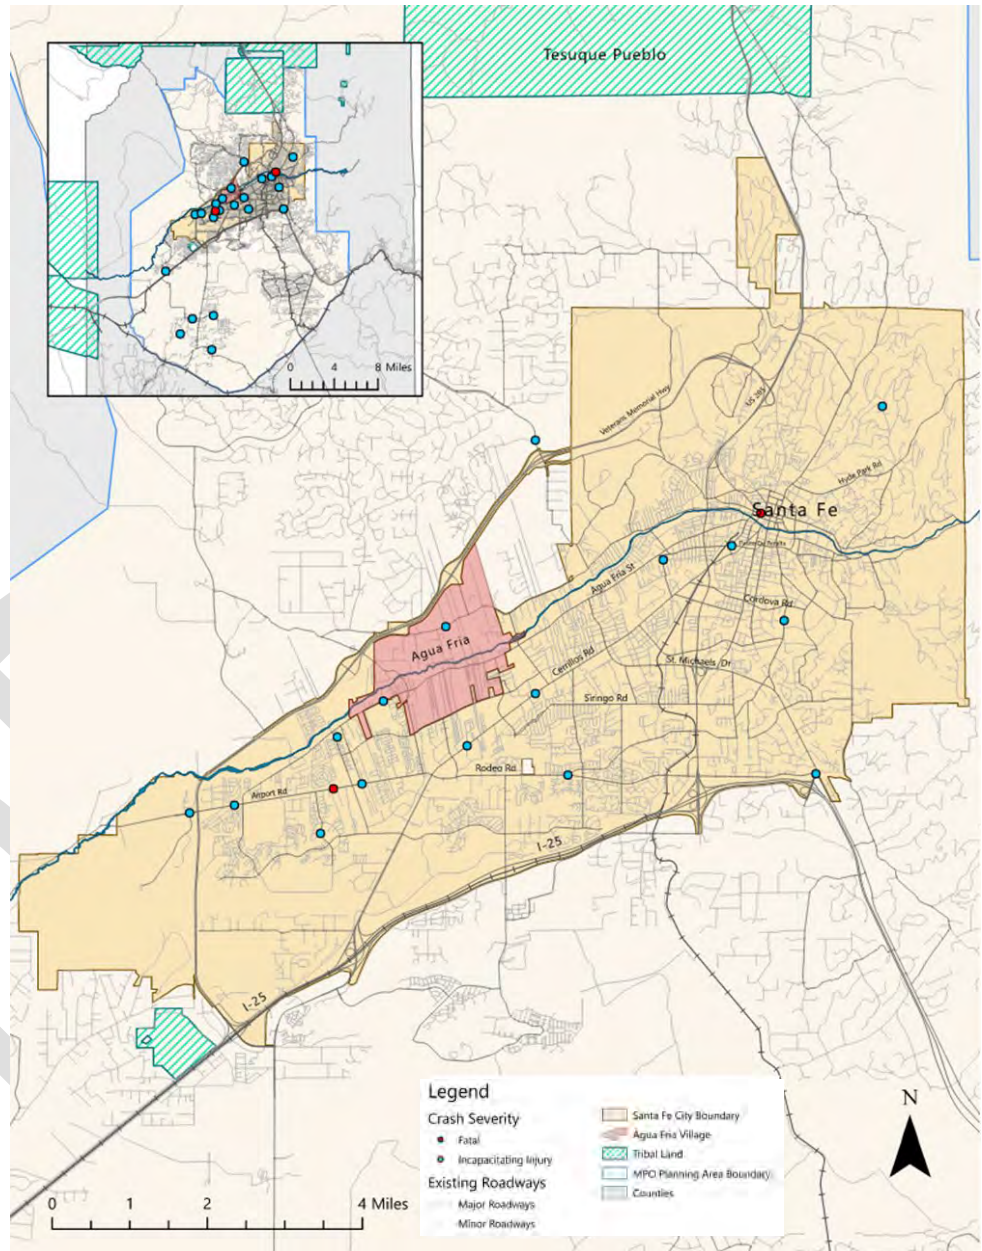 Tesuque Pueblo
0 4 8 Miles
Veterans Memorial Hwy
US 285
Hyde Park Rd
Santa Fe
Agua Fria St
Cordova Rd
Agua Fria
Cerrillos Rd
St. Michaels Dr
Siringo Rd
Rodeo Rd
Airport Rd
I-25
I-25
Legend
Crash Severity
Fatal
Incapacitating Injury
Existing Roadways
Major Roadways
Minor Roadways
Santa Fe City Boundary
Agua Fria Village
Tribal Land
MPO Planning Area Boundary
Counties
N
0 2 4 Miles